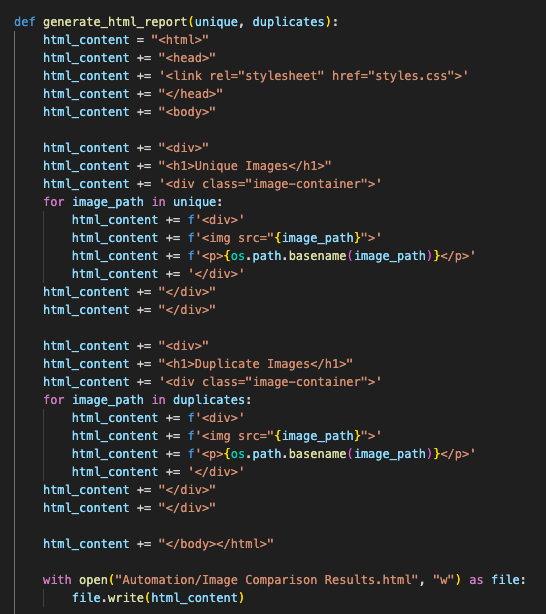 def generate_html_report(unique, duplicates):
    html_content = "<html>"
    html_content += "<head>"
    html_content += '<link rel="stylesheet" href="styles.css">'
    html_content += "</head>"
    html_content += "<body>"

    html_content += "<div>"
    html_content += "<h1>Unique Images</h1>"
    html_content += '<div class="image-container">'
    for image_path in unique:
        html_content += f'<div>'
        html_content += f'<img src="{image_path}">'
        html_content += f'<p>{os.path.basename(image_path)}</p>'
        html_content += '</div>'
    html_content += "</div>"
    html_content += "</div>"

    html_content += "<div>"
    html_content += "<h1>Duplicate Images</h1>"
    html_content += '<div class="image-container">'
    for image_path in duplicates:
        html_content += f'<div>'
        html_content += f'<img src="{image_path}">'
        html_content += f'<p>{os.path.basename(image_path)}</p>'
        html_content += '</div>'
    html_content += "</div>"
    html_content += "</div>"

    html_content += "</body></html>"

    with open("Automation/Image Comparison Results.html", "w") as file:
        file.write(html_content)